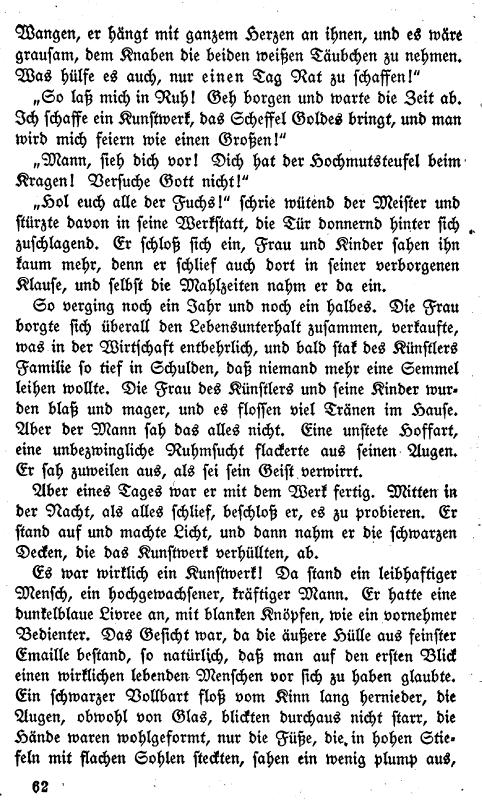 Wangen, er hängt mit ganzem Herzen an ihnen, und es wäre
grausam, dem Knaben die beiden weißen Täubchen zu nehmen.
Was hülfe es auch, nur einen Tag Rat zu schaffen!"
„So laß mich in Ruh! Geh borgen und warte die Zeit ab.
Ich schaffe ein Kunstwerk, das Scheffel Goldes bringt, und man
wird mich feiern wie einen Großen!"
„Mann, sieh dich vor! Dich hat der Hochmutsteufel beim
Kragen! Versuche Gott nicht!"
„Hol euch alle der Fuchs!" schrie wütend der Meister und
stürzte davon in seine Werkstatt, die Tür donnernd hinter sich
zuschlagend. Er schloß sich ein, Frau und Kinder sahen ihn
kaum mehr, denn er schlief auch dort in seiner verborgenen
Klause, und selbst die Mahlzeiten nahm er da ein.
So verging noch ein Jahr und noch ein halbes. Die Frau
borgte sich überall den Lebensunterhalt zusammen, verkaufte,
was in der Wirtschaft entbehrlich, und bald stak des Künstlers
Familie so tief in Schulden, daß niemand mehr eine Semmel
leihen wollte. Die Frau des Künstlers und seine Kinder wur-
den blaß und mager, und es flossen viel Tränen im Hause.
Aber der Mann sah das alles nicht. Eine unstete Hoffart,
eine unbezwingliche Ruhmsucht flackerte aus seinen Augen.
Er sah zuweilen aus, als sei sein Geist verwirrt.
Aber eines Tages war er mit dem Werk fertig. Mitten in
der Nacht, als alles schlief, beschloß er, es zu probieren. Er
stand auf und machte Licht, und dann nahm er die schwarzen
Decken, die das Kunstwerk verhüllten, ab.
Es war wirklich ein Kunstwerk! Da stand ein leibhaftiger
Mensch, ein hochgewachsener, kräftiger Mann. Er hatte eine
dunkelblaue Livree an, mit blanken Knöpfen, wie ein vornehmer
Bedienter. Das Gesicht war, da die äußere Hülle aus feinster
Emaille bestand, so natürlich, daß man auf den ersten Blick
einen wirklichen lebenden Menschen vor sich zu haben glaubte.
Ein schwarzer Vollbart floß vom Kinn lang hernieder, die
Augen, obwohl von Glas, blickten durchaus nicht starr, die
Hände waren wohlgeformt, nur die Füße, die in hohen Stie-
feln mit flachen Sohlen steckten, sahen ein wenig plump aus,
62